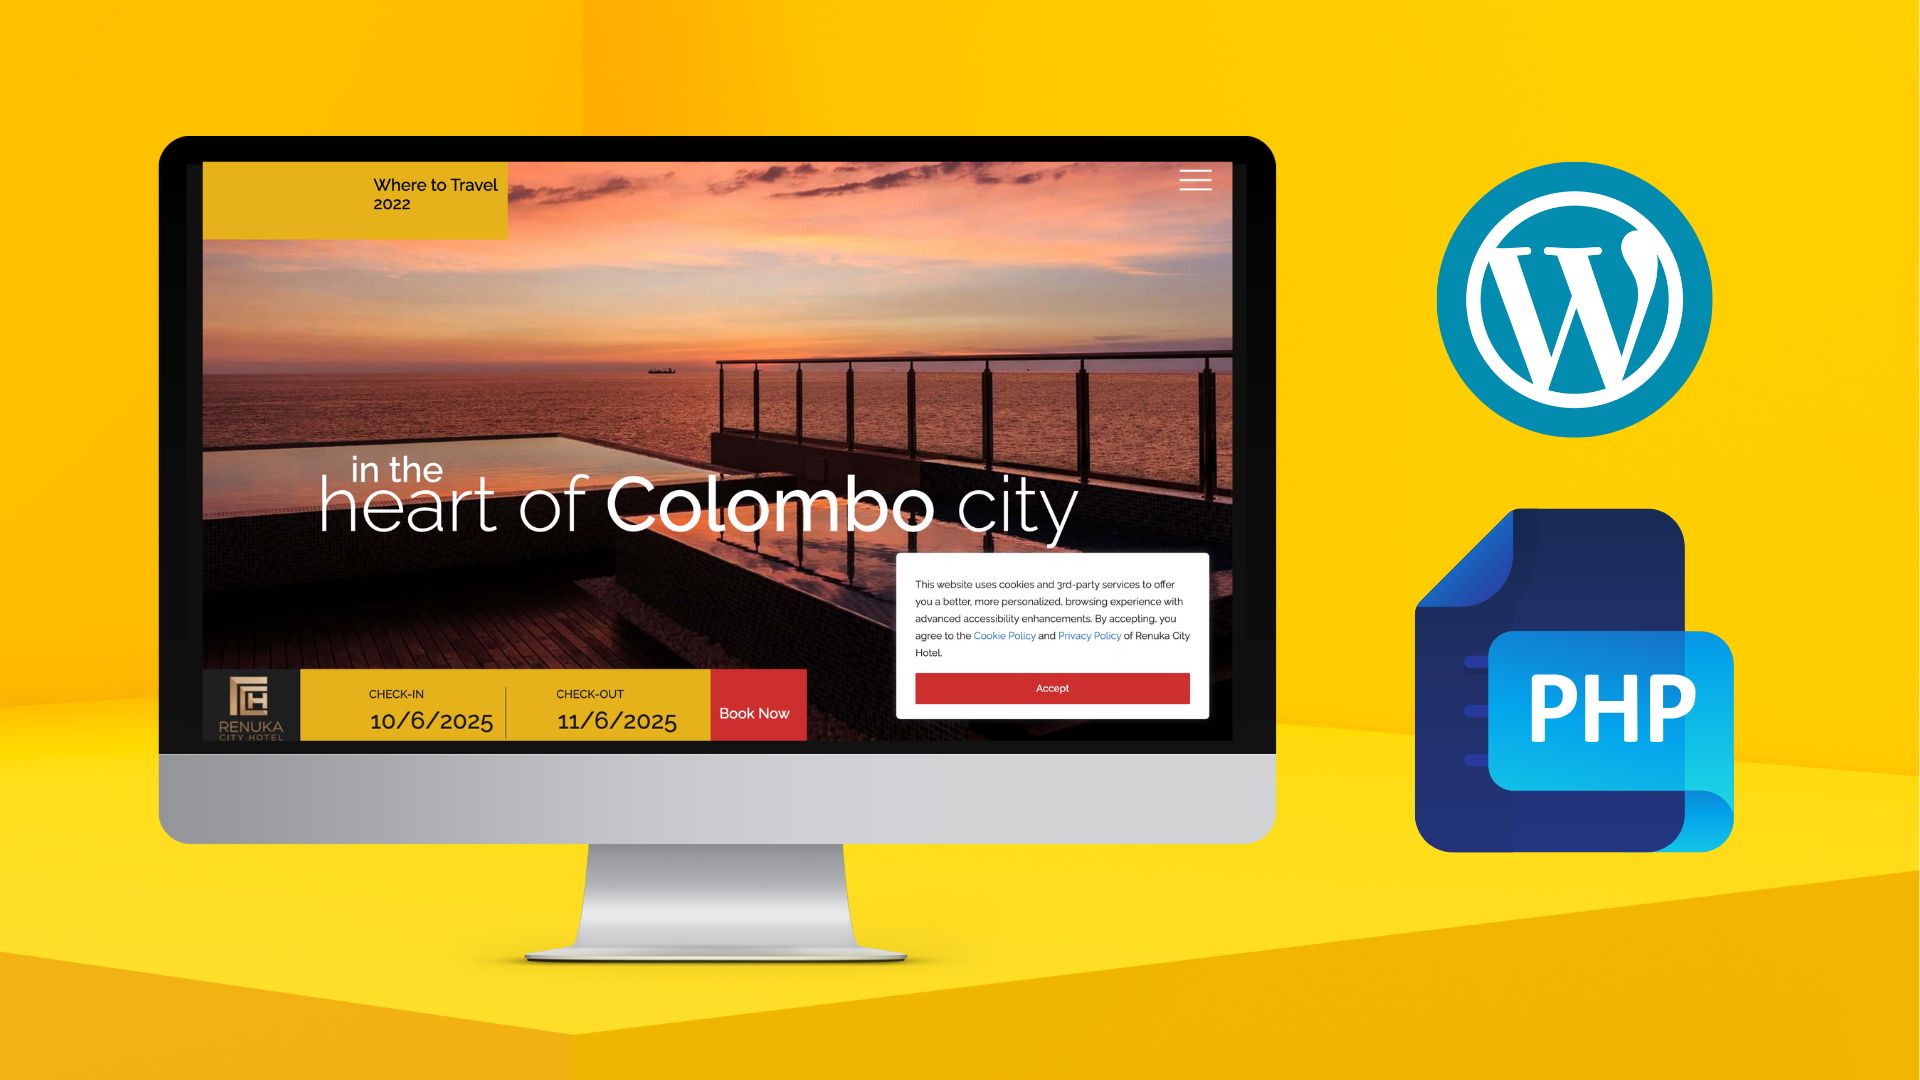 Where to Travel
2022
in the
heart of Colombo city
This website uses cookies and 3rd-party services to offer
you a better, more personalized, browsing experience with
advanced accessibility enhancements. By accepting, you
agree to the Cookie Policy and Privacy Policy of Renuka City
Hotel.
Accept
RENUKA
CITY HOTEL
CHECK-IN
10/6/2025
CHECK-OUT
11/6/2025
Book Now
W
PHP